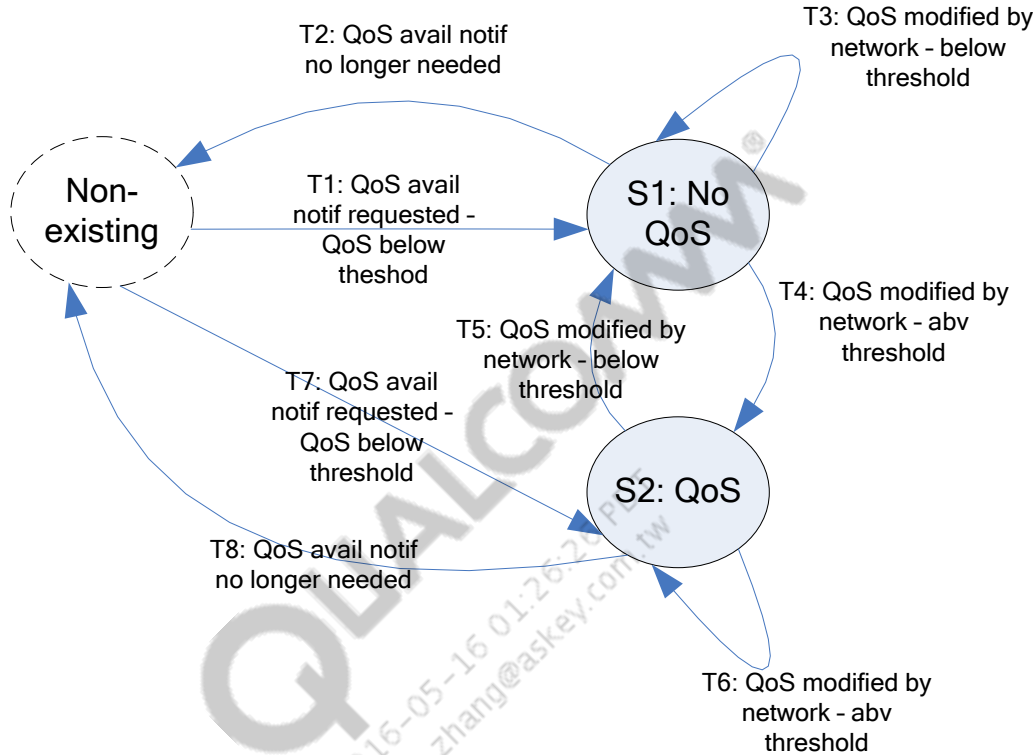 T2: QoS avail notif
no longer needed
T3: QoS modified by
network - below
threshold
Non-
existing
T1: QoS avail
notif requested -
QoS below
theshod
S1: No
QoS
T4: QoS modified by
network - abv
threshold
T5: QoS modified by
network - below
threshold
T7: QoS avail
notif requested -
QoS below
threshold
S2: QoS
T8: QoS avail notif
no longer needed
T6: QoS modified by
network - abv
threshold
QUALCOMM®
16-05-16 01:26:26 PDT
zhang@askey.com.tw